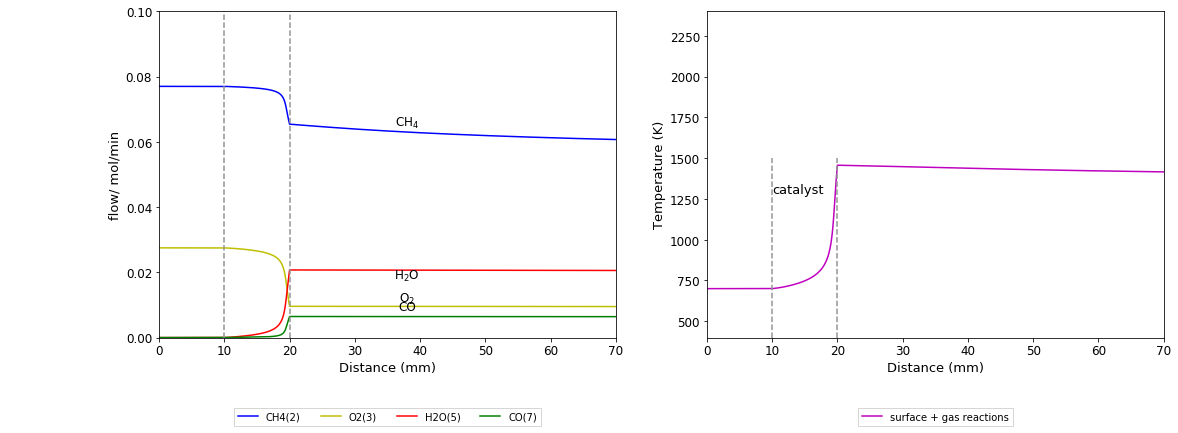 0.10
0.08
0.06
0.04
0.02
0.00
flow/ mol/min
CH4
H2O
O2
CO
0 10 20 30 40 50 60 70
Distance (mm)
CH4(2) O2(3) H2O(5) CO(7)
2250
2000
1750
1500
1250
1000
750
500
Temperature (K)
catalyst
0 10 20 30 40 50 60 70
Distance (mm)
surface + gas reactions